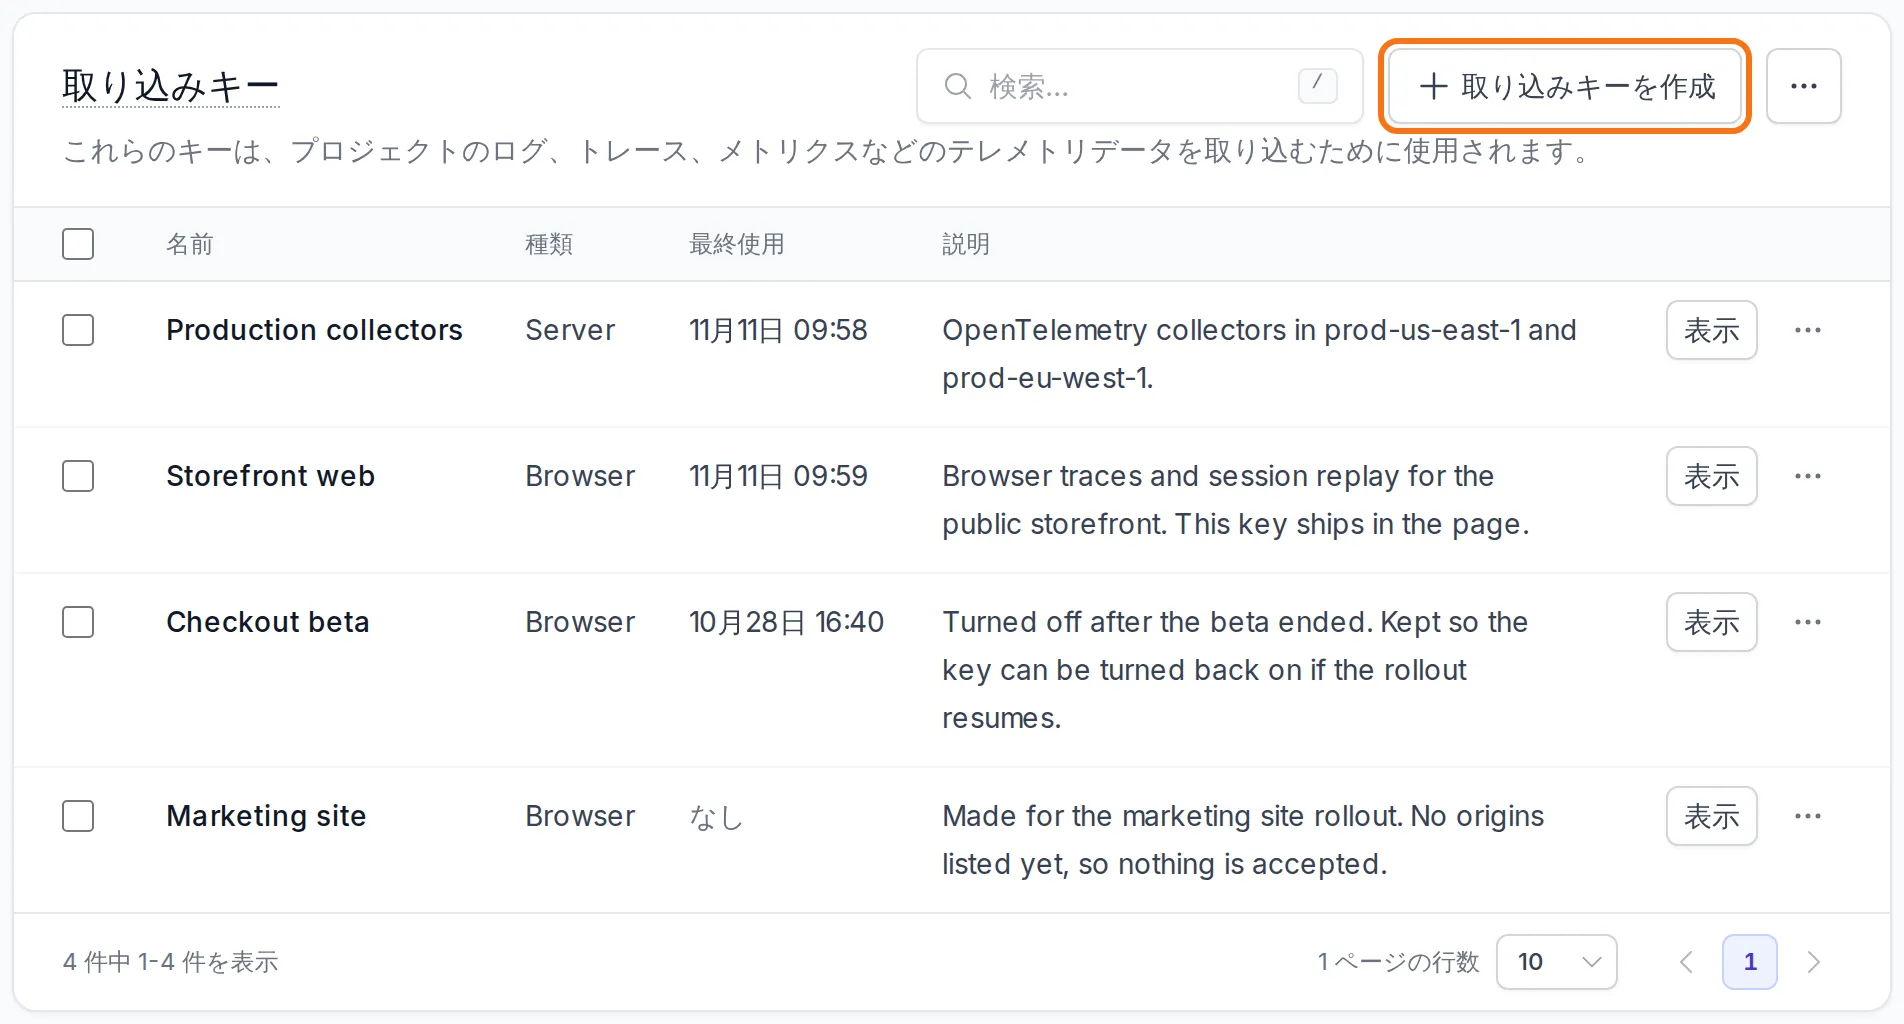 取り込みキー
検索...
/
取り込みキーを作成
これらのキーは、プロジェクトのログ、トレース、メトリクスなどのテレメトリデータを取り込むために使用されます。
名前 種類 最終使用 説明
Production collectors Server 11月11日 09:58 OpenTelemetry collectors in prod-us-east-1 and 表示
prod-eu-west-1.
Storefront web Browser 11月11日 09:59 Browser traces and session replay for the 表示
public storefront. This key ships in the page.
Checkout beta Browser 10月28日 16:40 Turned off after the beta ended. Kept so the 表示
key can be turned back on if the rollout
resumes.
Marketing site Browser なし Made for the marketing site rollout. No origins 表示
listed yet, so nothing is accepted.
4 件中 1-4 件を表示
1 ページの行数 10 1